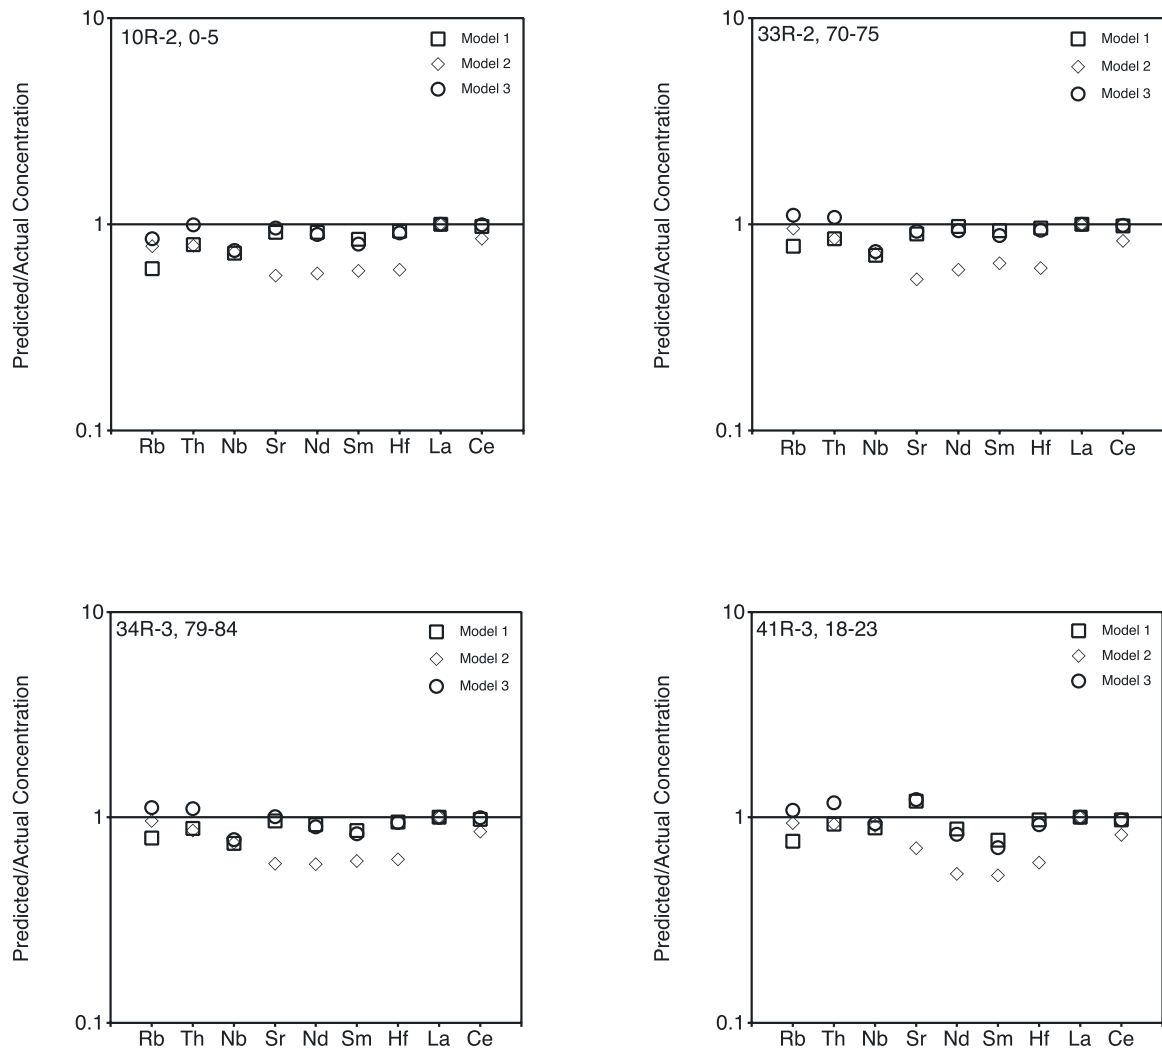 10
10R-2, 0-5
Model 1
Model 2
Model 3
1
0.1
Predicted/Actual Concentration
Rb Th Nb Sr Nd Sm Hf La Ce
10
33R-2, 70-75
Model 1
Model 2
Model 3
1
0.1
Predicted/Actual Concentration
Rb Th Nb Sr Nd Sm Hf La Ce
10
34R-3, 79-84
Model 1
Model 2
Model 3
1
0.1
Predicted/Actual Concentration
Rb Th Nb Sr Nd Sm Hf La Ce
10
41R-3, 18-23
Model 1
Model 2
Model 3
1
0.1
Predicted/Actual Concentration
Rb Th Nb Sr Nd Sm Hf La Ce